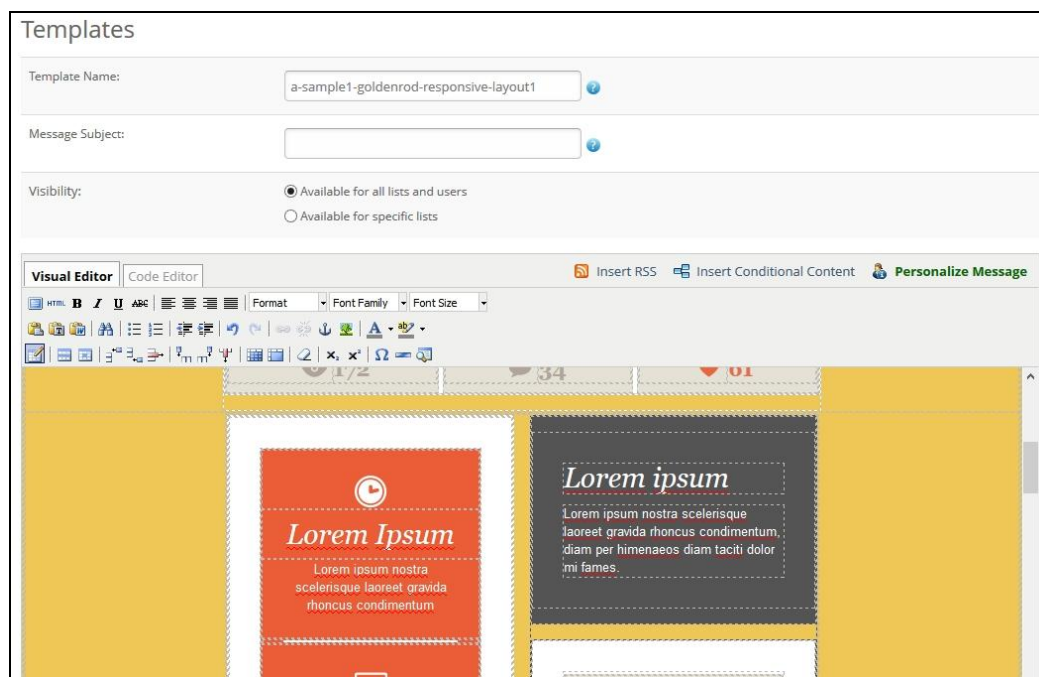 Templates
Template Name:
a-sample1-goldenrod-responsive-layout1
Message Subject:
Visibility:
Available for all lists and users
Available for specific lists
Visual Editor Code Editor Insert RSS Insert Conditional Content Personalize Message
HTML B I U ABC Format Font Family Font Size
34
Lorem Ipsum
Lorem ipsum nostra
scelerisque laoreet gravida
rhoncus condimentum
Lorem ipsum
Lorem ipsum nostra scelerisque
laoreet gravida rhoncus condimentum,
diam per himenaeos diam taciti dolor
mi fames.